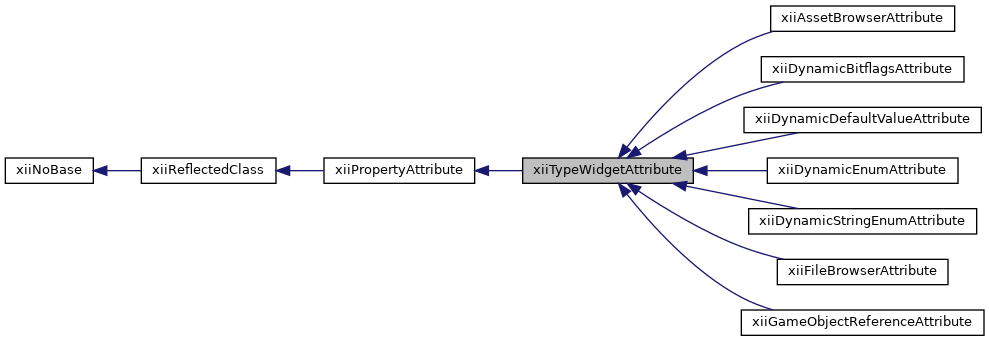 xiiAssetBrowserAttribute
xiiDynamicBitflagsAttribute
xiiDynamicDefaultValueAttribute
xiiNoBase
xiiReflectedClass
xiiPropertyAttribute
xiiTypeWidgetAttribute
xiiDynamicEnumAttribute
xiiDynamicStringEnumAttribute
xiiFileBrowserAttribute
xiiGameObjectReferenceAttribute